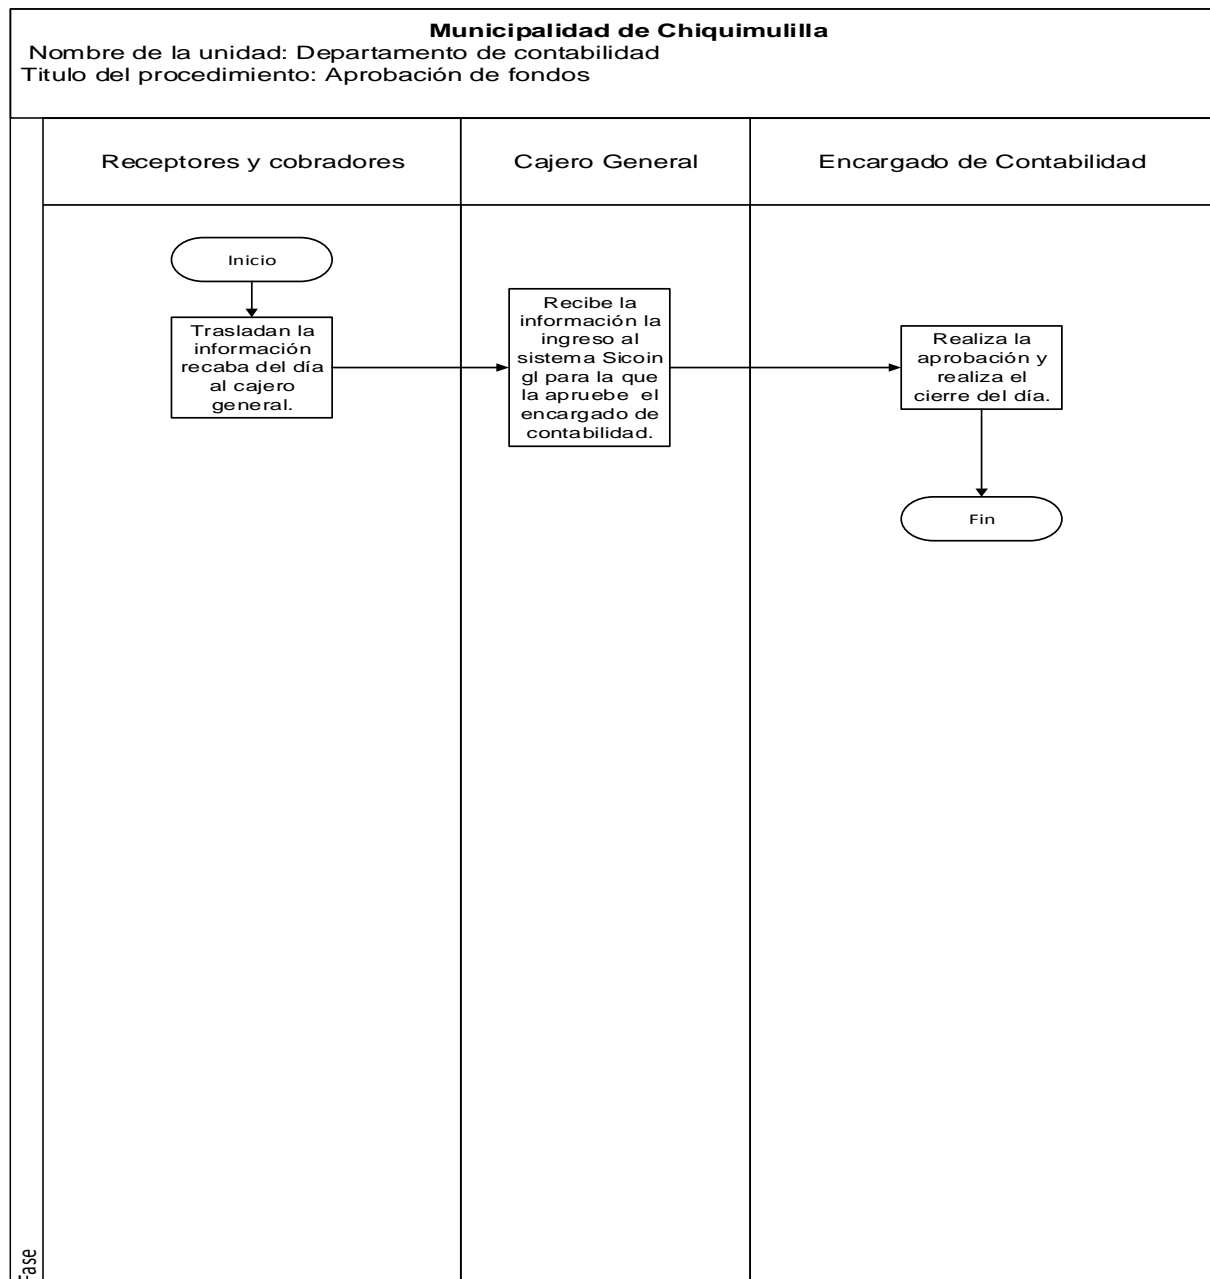 Municipalidad de Chiquimulilla
Nombre de la unidad: Departamento de contabilidad
Titulo del procedimiento: Aprobación de fondos
Receptores y cobradores
Cajero General
Encargado de Contabilidad
Inicio
Trasladan la
información
recaba del día
al cajero
general.
Recibe la
información la
ingreso al
sistema Sicoin
gl para la que
la apruebe el
encargado de
contabilidad.
Realiza la
aprobación y
realiza el
cierre del día.
Fin
Fase